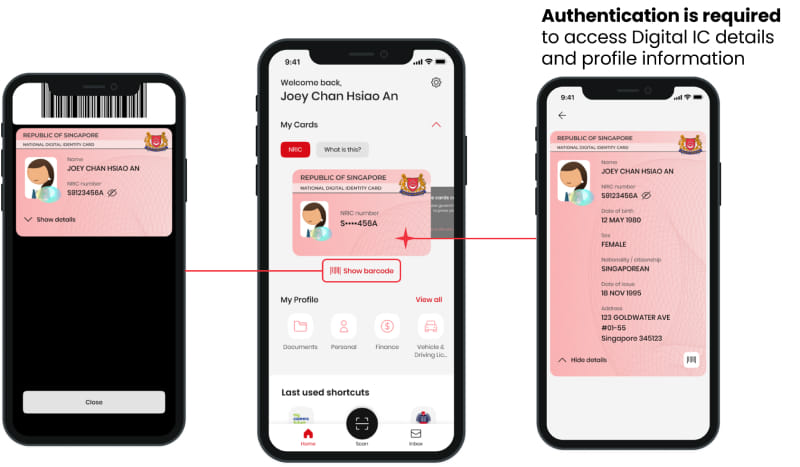 Authentication is required
to access Digital IC details
and profile information
REPUBLIC OF SINGAPORE
NATIONAL DIGITAL IDENTITY CARD
Name
JOEY CHAN HSIAO AN
NRIC number
S9123456A
Show details
Close
9:41
Welcome back,
Joey Chan Hsiao An
My Cards
NRIC
What is this?
REPUBLIC OF SINGAPORE
NATIONAL DIGITAL IDENTITY CARD
NRIC number
S••••456A
Show barcode
My Profile
View all
Documents
Personal
Finance
Vehicle &
Driving Lic...
Last used shortcuts
Home
Scan
Inbox
9:41
REPUBLIC OF SINGAPORE
NATIONAL DIGITAL IDENTITY CARD
Name
JOEY CHAN HSIAO AN
NRIC number
S9123456A
Date of birth
12 MAY 1980
Sex
FEMALE
Nationality / citizenship
SINGAPOREAN
Date of issue
18 NOV 1995
Address
123 GOLDWATER AVE
#01-55
Singapore 345123
Hide details